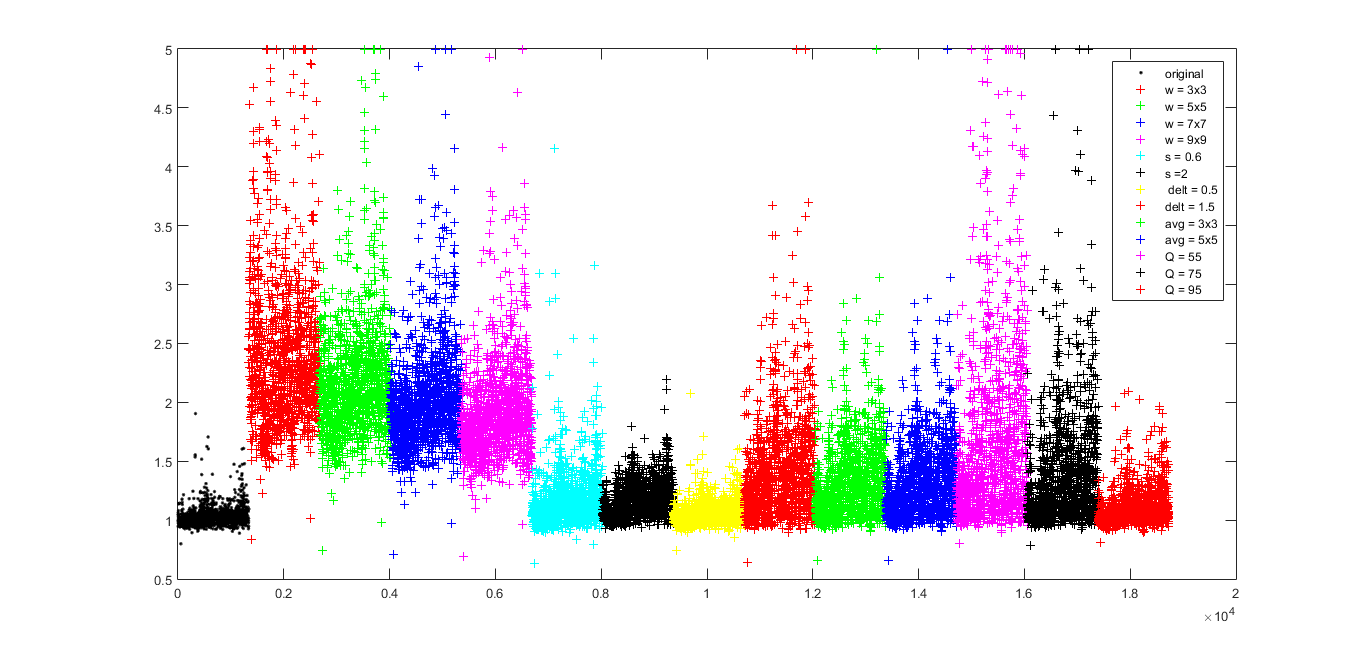 5
4.5
4
3.5
3
2.5
2
1.5
1
0.5
0 0.2 0.4 0.6 0.8 1 1.2 1.4 1.6 1.8 2
×10⁴
original
w = 3x3
w = 5x5
w = 7x7
w = 9x9
s = 0.6
s =2
delt = 0.5
delt = 1.5
avg = 3x3
avg = 5x5
Q = 55
Q = 75
Q = 95